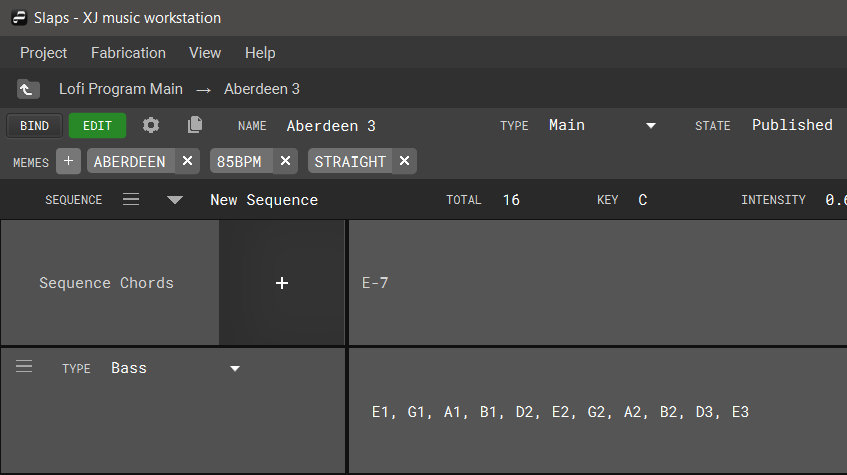 Slaps - XJ music workstation
Project Fabrication View Help
Lofi Program Main → Aberdeen 3
BIND EDIT NAME Aberdeen 3 TYPE Main STATE Published
MEMES + ABERDEEN × 85BPM × STRAIGHT ×
SEQUENCE New Sequence TOTAL 16 KEY C INTENSITY
Sequence Chords + E-7
TYPE Bass
E1, G1, A1, B1, D2, E2, G2, A2, B2, D3, E3